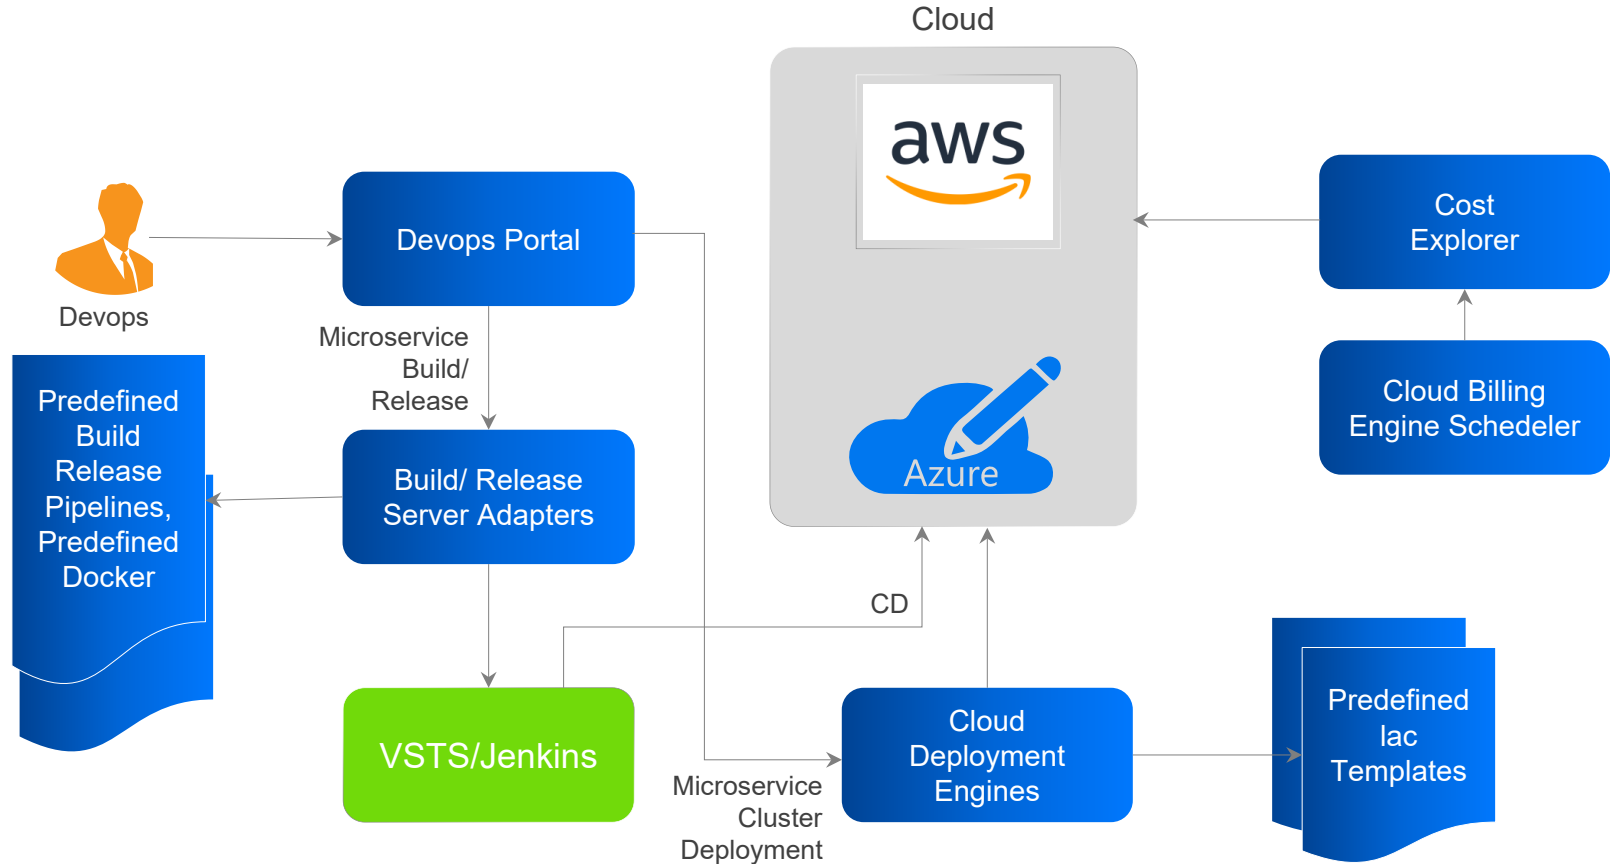 Cloud
aws
Devops Portal
Cost
Explorer
Devops
Microservice
Build/
Release
Predefined
Build
Release
Pipelines,
Predefined
Docker
Build/ Release
Server Adapters
Azure
Cloud Billing
Engine Schedeler
CD
VSTS/Jenkins
Cloud
Deployment
Engines
Microservice
Cluster
Deployment
Predefined
Iac
Templates